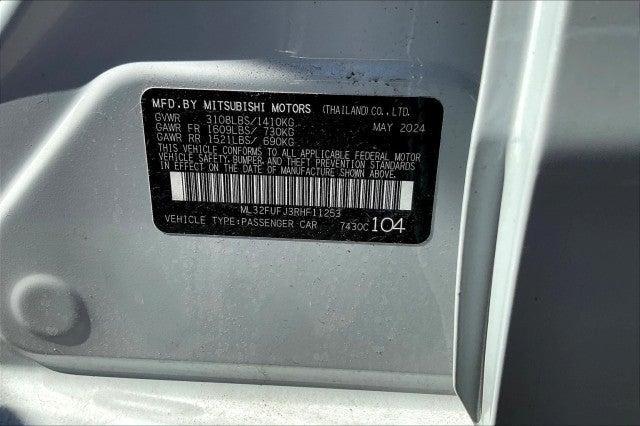 MFD.BY MITSUBISHI MOTORS (THAILAND) CO., LTD.
GVWR 3108LBS/1410KG MAY 2024
GAWR FR 1609LBS/ 730KG
GAWR RR 1521LBS/ 690KG
THIS VEHICLE CONFORMS TO ALL APPLICABLE FEDERAL MOTOR
VEHICLE SAFETY, BUMPER, AND THEFT PREVENTION STANDARDS
IN EFFECT ON THE DATE OF MANUFACTURE SHOWN ABOVE.
ML32FUFJ3RHF11253
VEHICLE TYPE:PASSENGER CAR 7430C 104